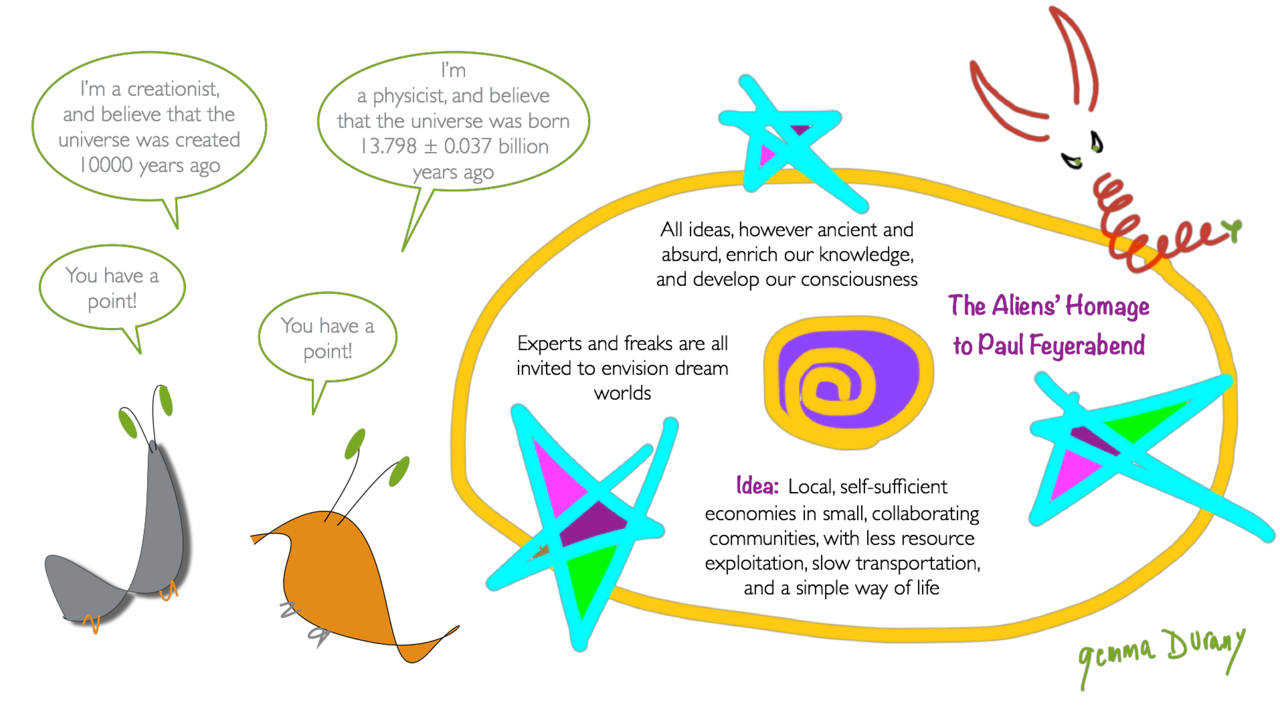 I'm a creationist,
and believe that the
universe was created
10000 years ago
I'm
a physicist, and believe
that the universe was born
13.798 ± 0.037 billion
years ago
You have a
point!
You have a
point!
All ideas, however ancient and
absurd, enrich our knowledge,
and develop our consciousness
The Aliens' Homage
to Paul Feyerabend
Experts and freaks are all
invited to envision dream
worlds
Idea: Local, self-sufficient
economies in small, collaborating
communities, with less resource
exploitation, slow transportation,
and a simple way of life
gemma Durany